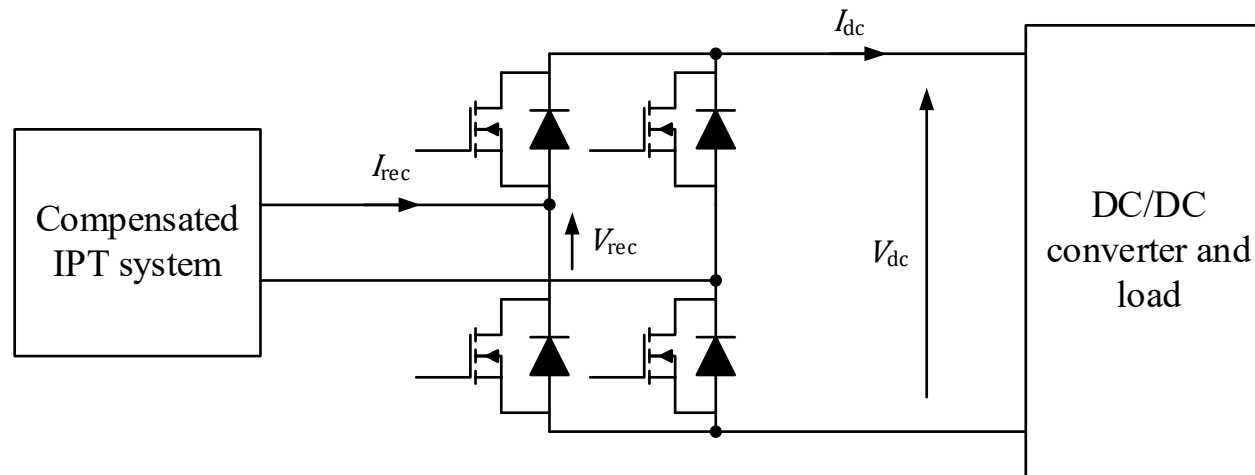 Compensated
IPT system
I_rec
V_rec
I_dc
V_dc
DC/DC
converter and
load